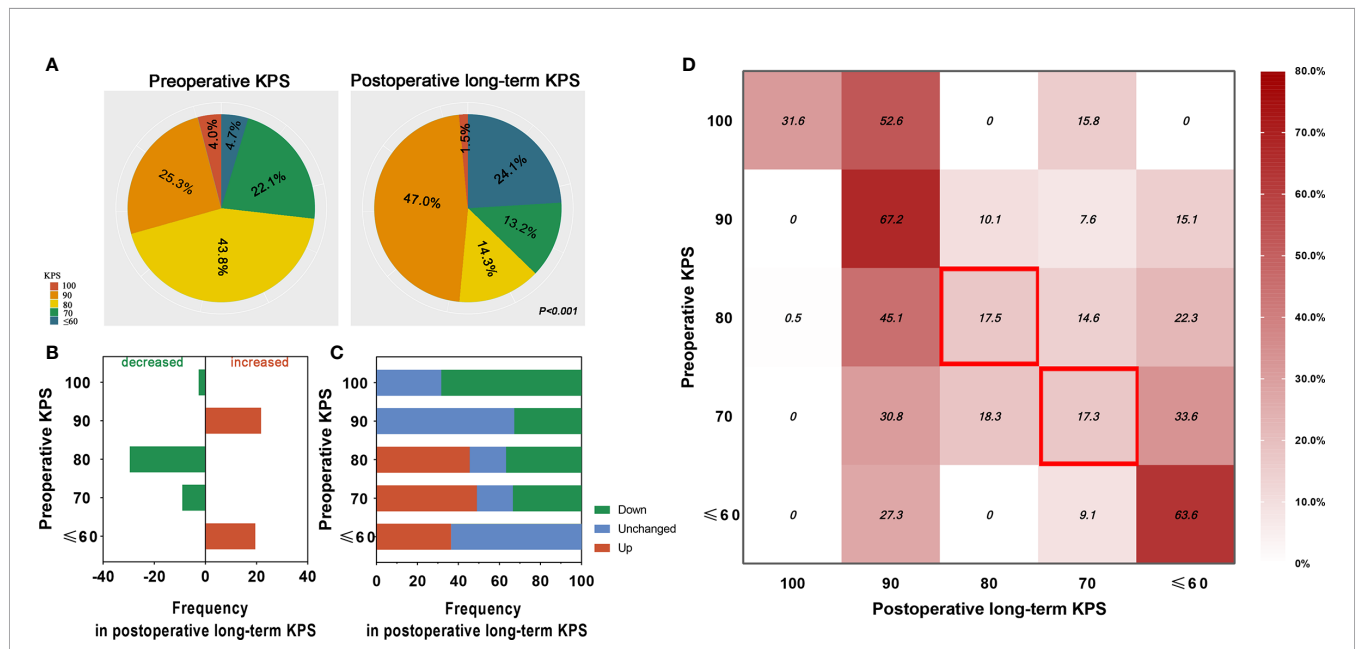 A
Preoperative KPS
Postoperative long-term KPS
4.0%
4.7%
22.1%
43.8%
25.3%
1.5%
24.1%
13.2%
14.3%
47.0%
KPS
100
90
80
70
≤60
P<0.001
B
decreased
increased
Preoperative KPS
100
90
80
70
≤60
-40 -20 0 20 40
Frequency
in postoperative long-term KPS
C
Preoperative KPS
100
90
80
70
≤60
0 20 40 60 80 100
Frequency
in postoperative long-term KPS
Down
Unchanged
Up
D
Preoperative KPS
100 31.6 52.6 0 15.8 0
90 0 67.2 10.1 7.6 15.1
80 0.5 45.1 17.5 14.6 22.3
70 0 30.8 18.3 17.3 33.6
≤60 0 27.3 0 9.1 63.6
100 90 80 70 ≤60
Postoperative long-term KPS
80.0%
70.0%
60.0%
50.0%
40.0%
30.0%
20.0%
10.0%
0%